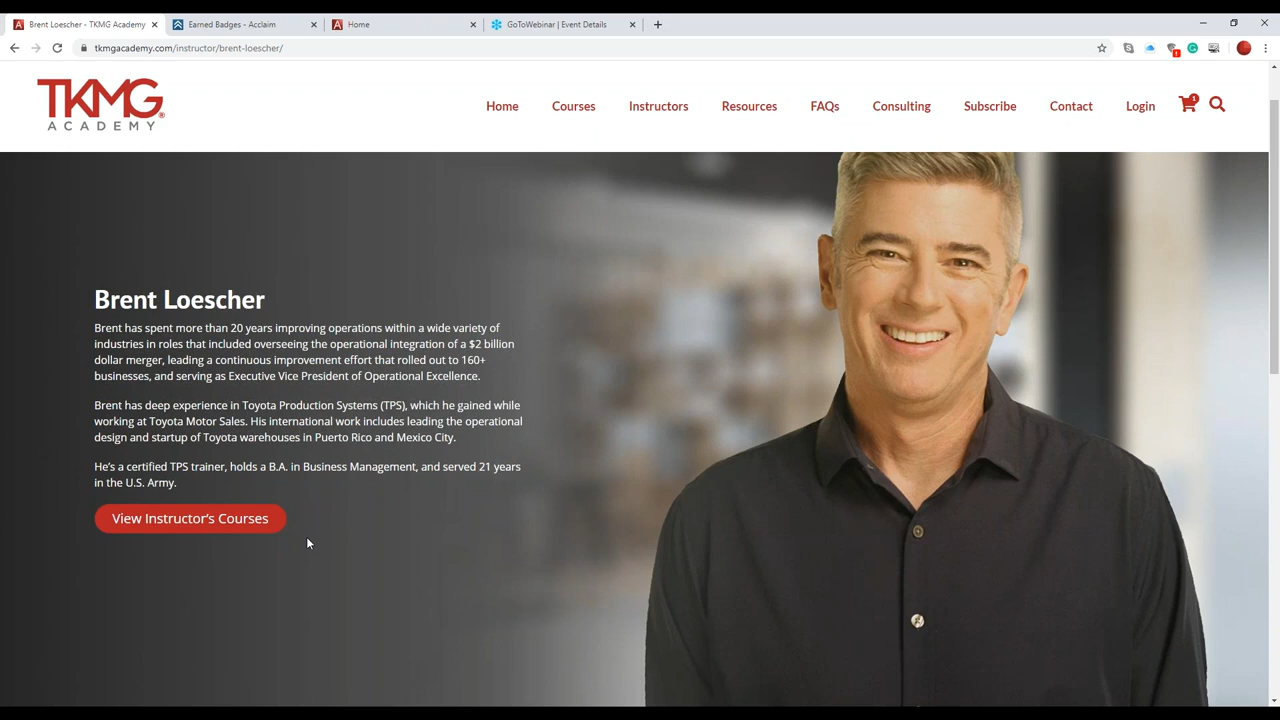 Brent Loescher - TKMG Academy
Earned Badges - Acclaim
Home
GoToWebinar | Event Details
tkmgacademy.com/instructor/brent-loescher/
TKMG®
ACADEMY
Home
Courses
Instructors
Resources
FAQs
Consulting
Subscribe
Contact
Login
1
Brent Loescher
Brent has spent more than 20 years improving operations within a wide variety of
industries in roles that included overseeing the operational integration of a $2 billion
dollar merger, leading a continuous improvement effort that rolled out to 160+
businesses, and serving as Executive Vice President of Operational Excellence.
Brent has deep experience in Toyota Production Systems (TPS), which he gained while
working at Toyota Motor Sales. His international work includes leading the operational
design and startup of Toyota warehouses in Puerto Rico and Mexico City.
He's a certified TPS trainer, holds a B.A. in Business Management, and served 21 years
in the U.S. Army.
View Instructor's Courses